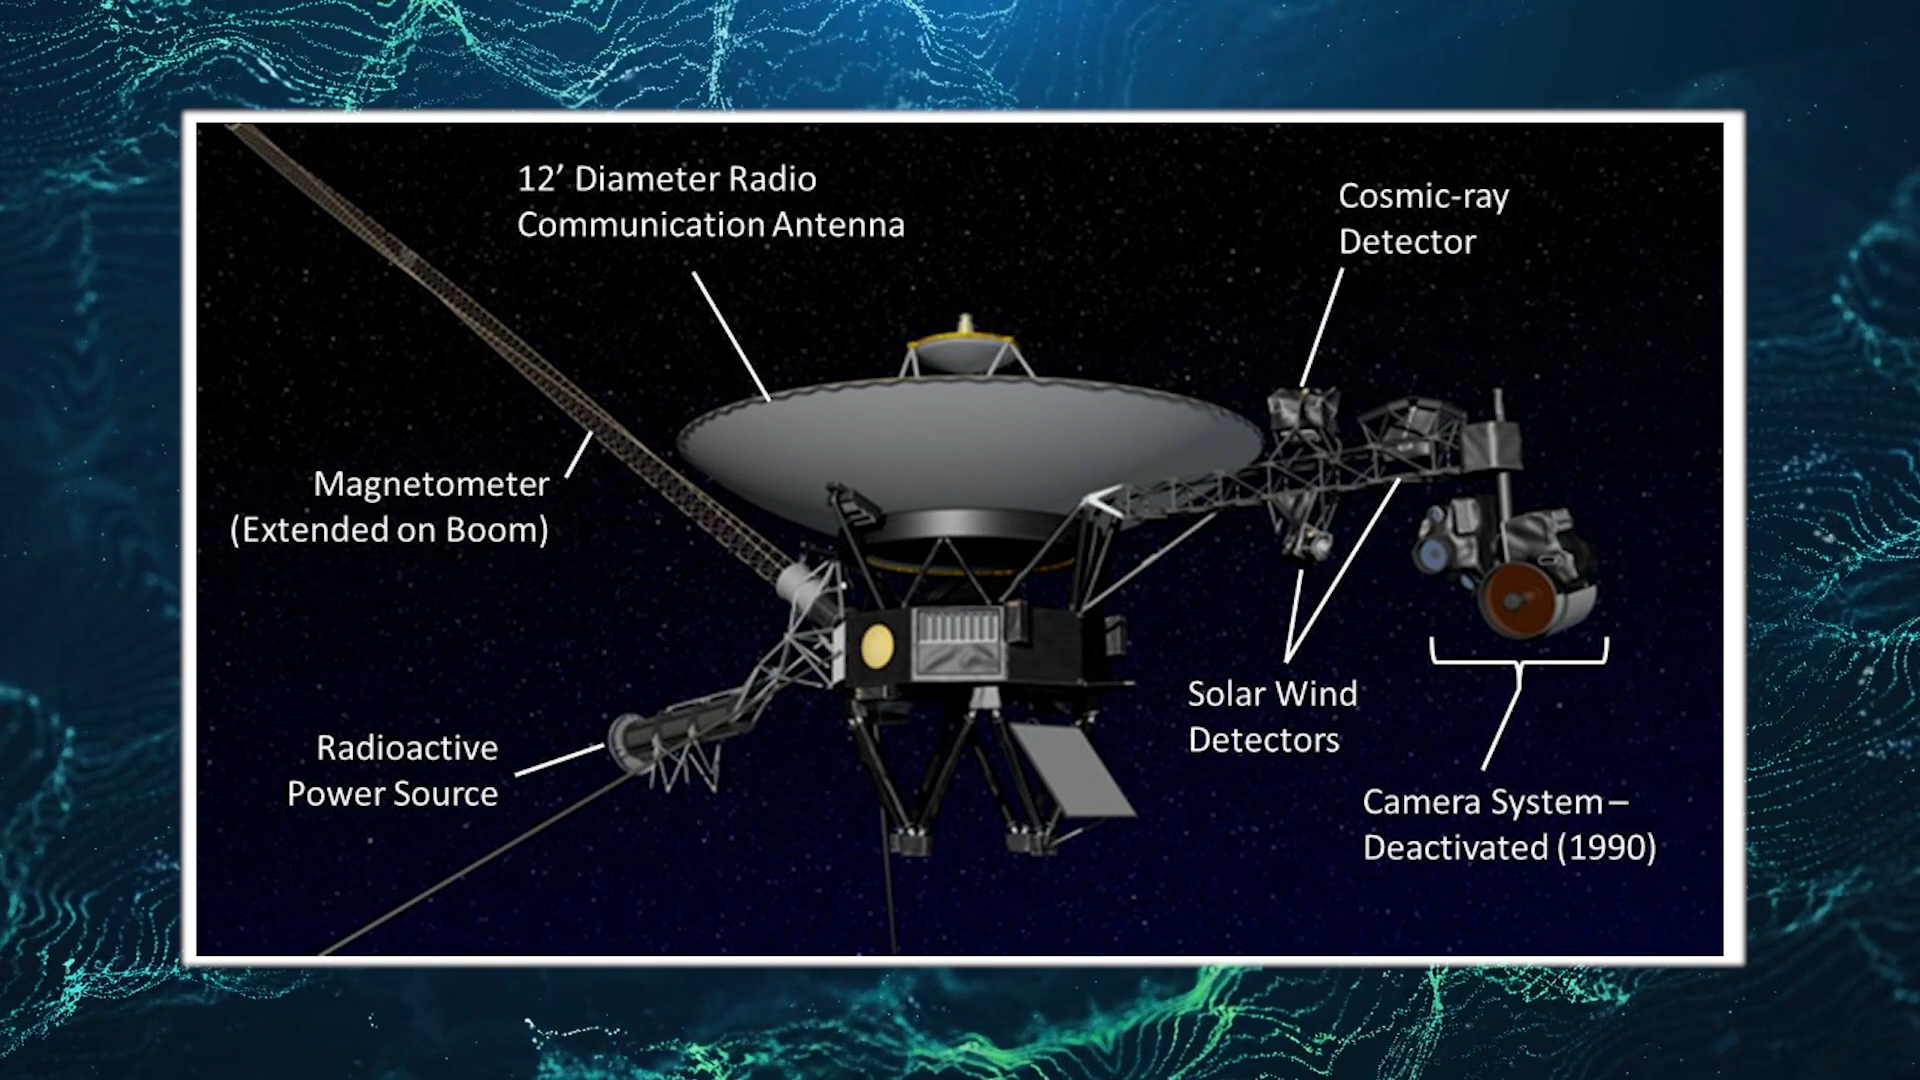 12’ Diameter Radio
Communication Antenna
Cosmic-ray
Detector
Magnetometer
(Extended on Boom)
Radioactive
Power Source
Solar Wind
Detectors
Camera System –
Deactivated (1990)